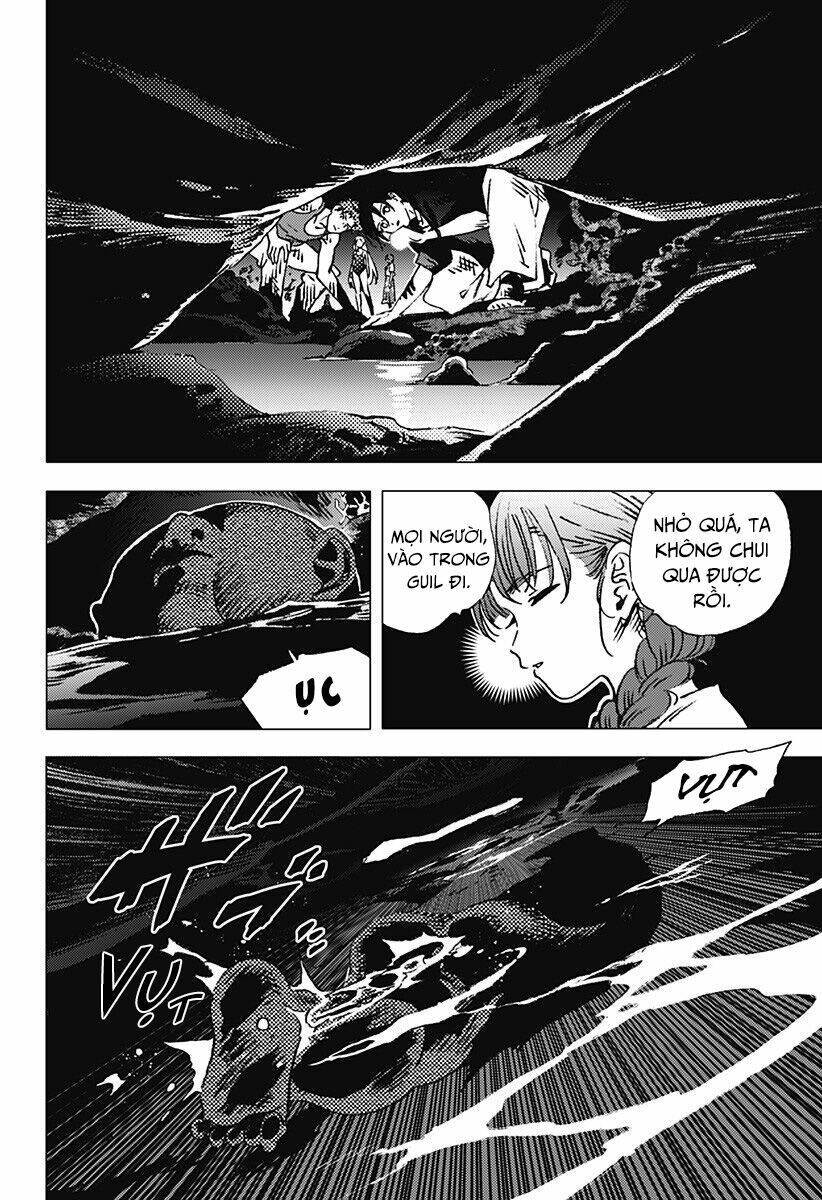 NHỎ QUÁ, TA
KHÔNG CHUI
QUA ĐƯỢC
RỒI.
MỌI NGƯỜI,
VÀO TRONG
GUIL ĐI.
ỤC
VỤT
ザブ
VỤT